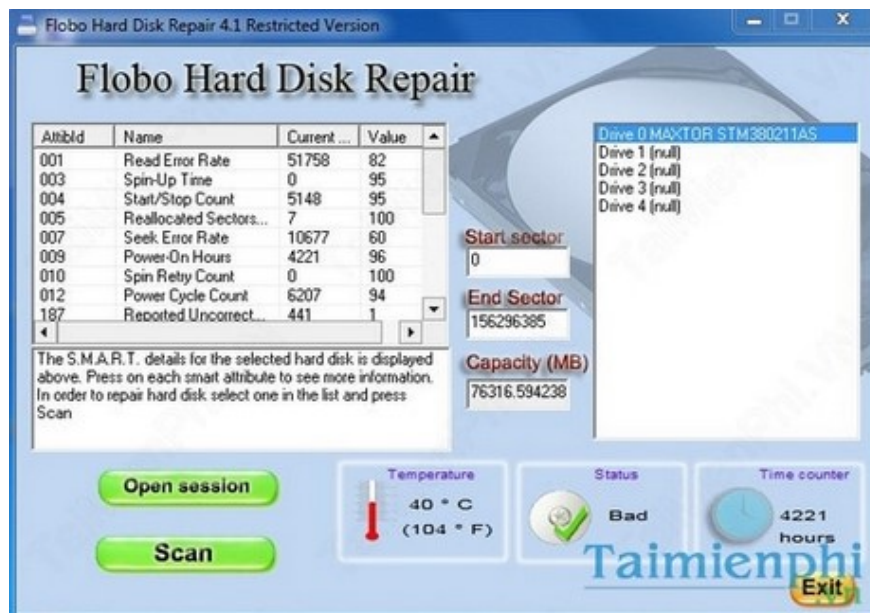 Flobo Hard Disk Repair 4.1 Restricted Version
Flobo Hard Disk Repair
AttibId Name Current ... Value
001 Read Error Rate 51758 82
003 Spin-Up Time 0 95
004 Start/Stop Count 5148 95
005 Reallocated Sectors... 7 100
007 Seek Error Rate 10677 60
009 Power-On Hours 4221 96
010 Spin Retry Count 0 100
012 Power Cycle Count 6207 94
187 Reported Uncorrect... 441 1
The S.M.A.R.T. details for the selected hard disk is displayed
above. Press on each smart attribute to see more information.
In order to repair hard disk select one in the list and press
Scan
Start sector
0
End Sector
156296385
Capacity (MB)
76316.594238
Drive 0 MAXTOR STM380211AS
Drive 1 (null)
Drive 2 (null)
Drive 3 (null)
Drive 4 (null)
Open session
Scan
Temperature
40 ° C
(104 ° F)
Status
Bad
Time counter
4221
hours
Taimienphi
.vn
Exit